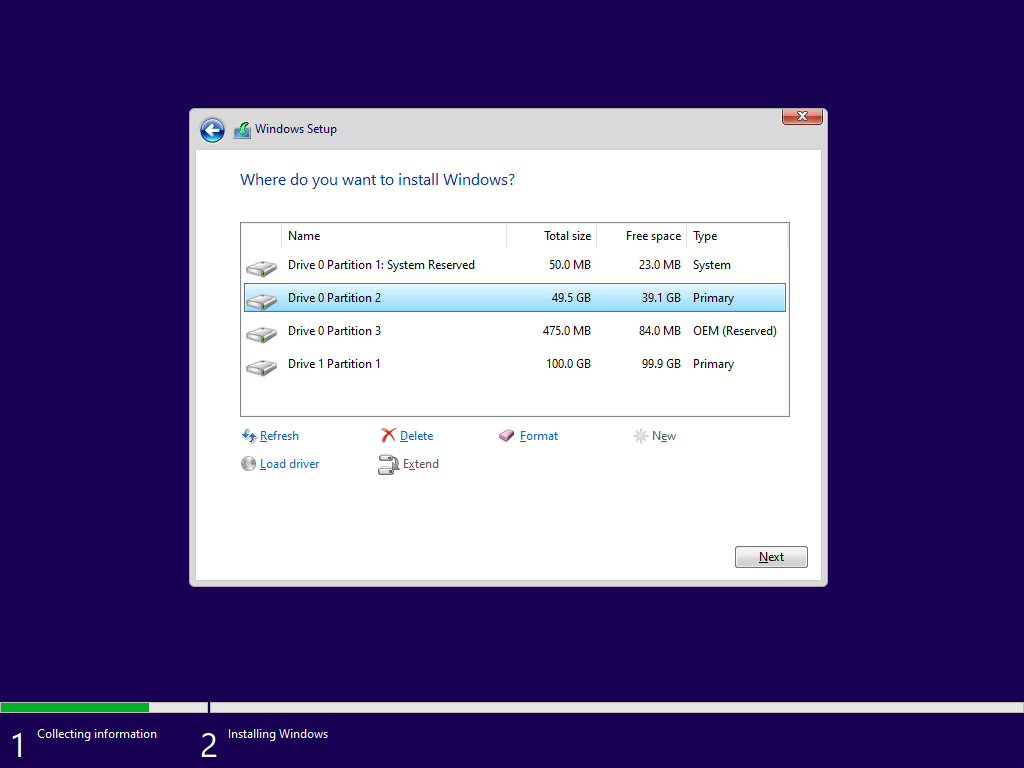 Windows Setup
Where do you want to install Windows?
Name Total size Free space Type
Drive 0 Partition 1: System Reserved 50.0 MB 23.0 MB System
Drive 0 Partition 2 49.5 GB 39.1 GB Primary
Drive 0 Partition 3 475.0 MB 84.0 MB OEM (Reserved)
Drive 1 Partition 1 100.0 GB 99.9 GB Primary
Refresh Delete Format New
Load driver Extend
Next
1 Collecting information 2 Installing Windows